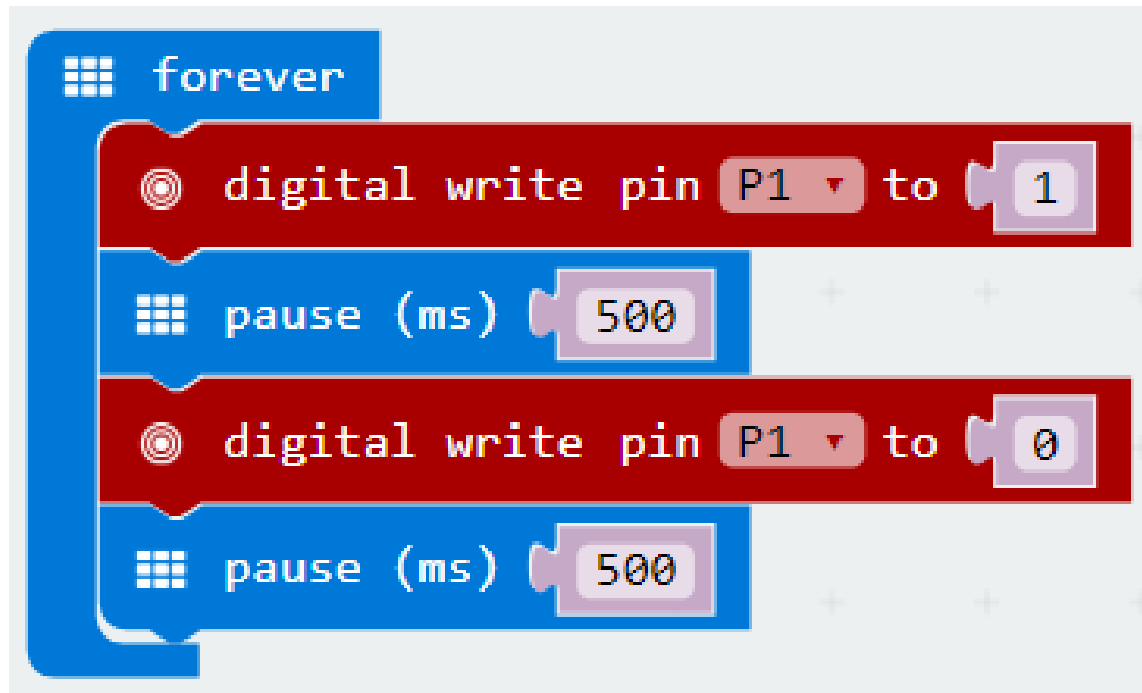 forever
digital write pin P1 to 1
pause (ms) 500
digital write pin P1 to 0
pause (ms) 500